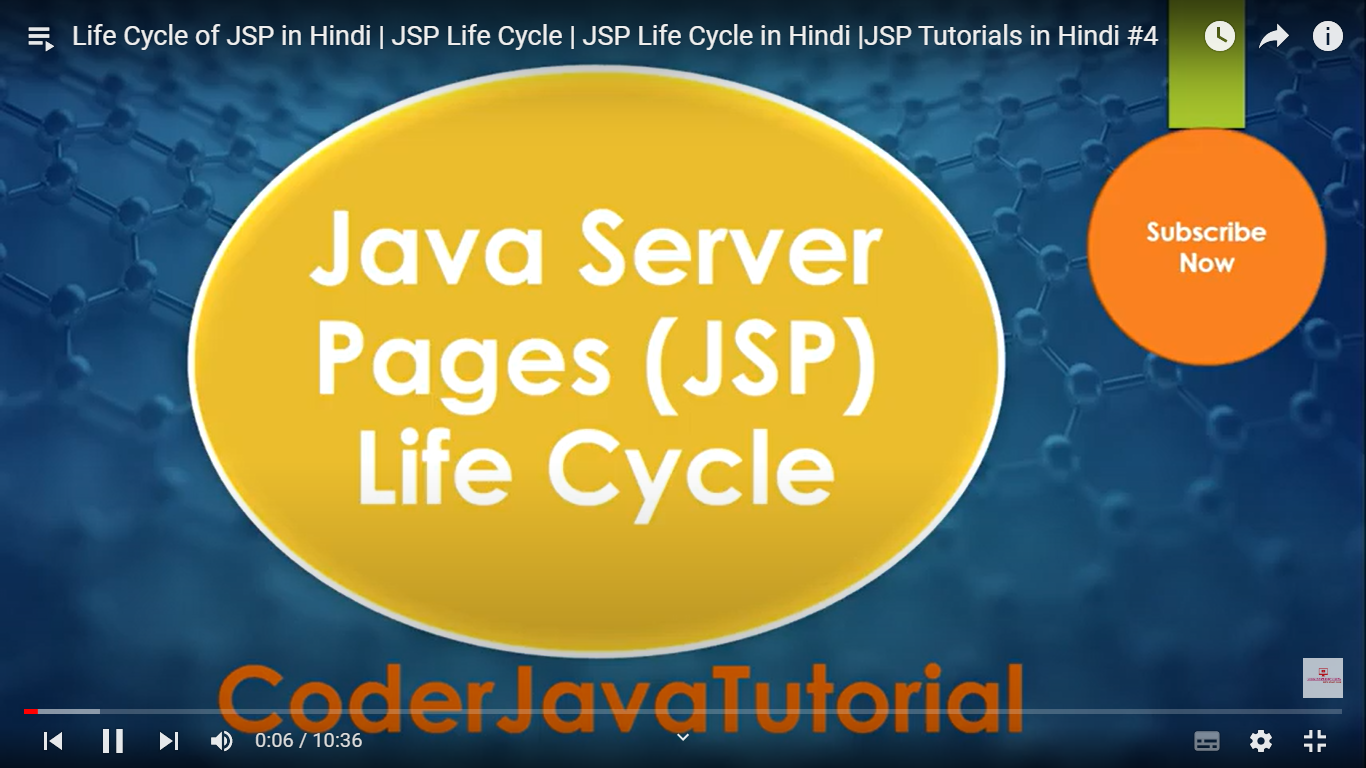 Life Cycle of JSP in Hindi | JSP Life Cycle | JSP Life Cycle in Hindi |JSP Tutorials in Hindi #4
Java Server
Pages (JSP)
Life Cycle
Subscribe
Now
CoderJavaTutorial
0:06 / 10:36